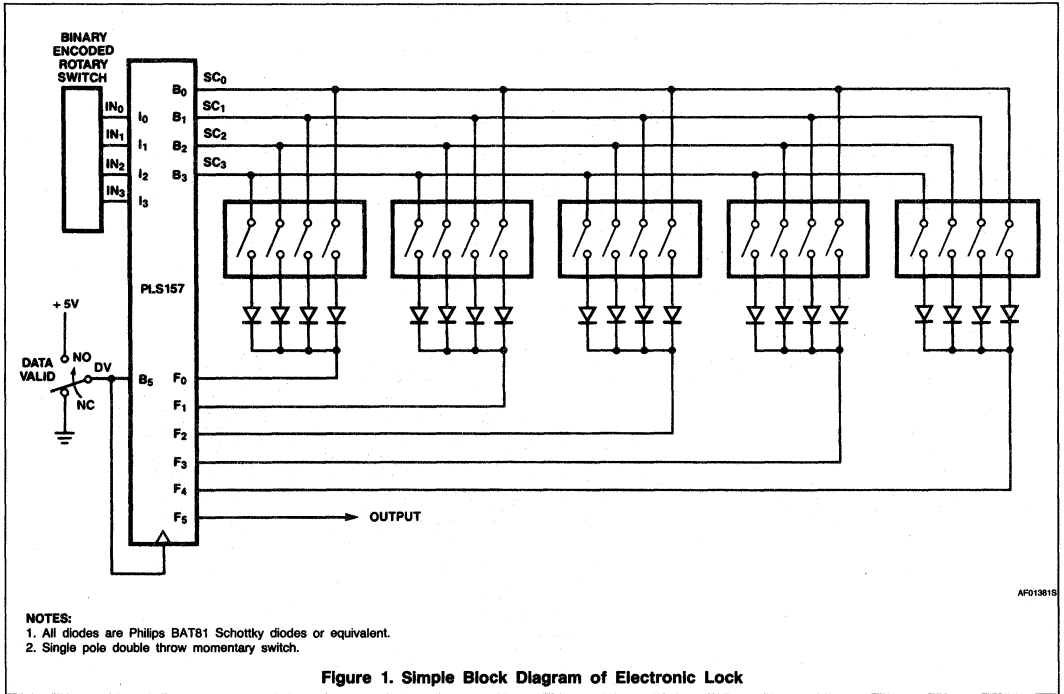 BINARY
ENCODED
ROTARY
SWITCH
IN0
IN1
IN2
IN3
I0
I1
I2
I3
B0
B1
B2
B3
SC0
SC1
SC2
SC3
PLS157
+ 5V
NO
DATA
VALID
DV
NC
B5
F0
F1
F2
F3
F4
F5
OUTPUT
AF01381S
NOTES:
1. All diodes are Philips BAT81 Schottky diodes or equivalent.
2. Single pole double throw momentary switch.
Figure 1. Simple Block Diagram of Electronic Lock